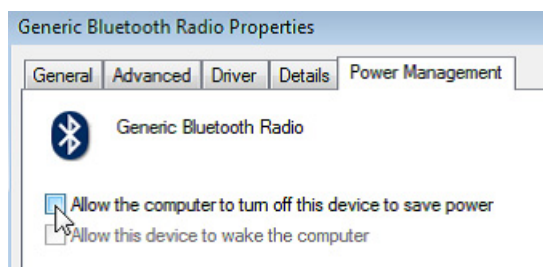 Generic Bluetooth Radio Properties
General Advanced Driver Details Power Management
Generic Bluetooth Radio
Allow the computer to turn off this device to save power
Allow this device to wake the computer